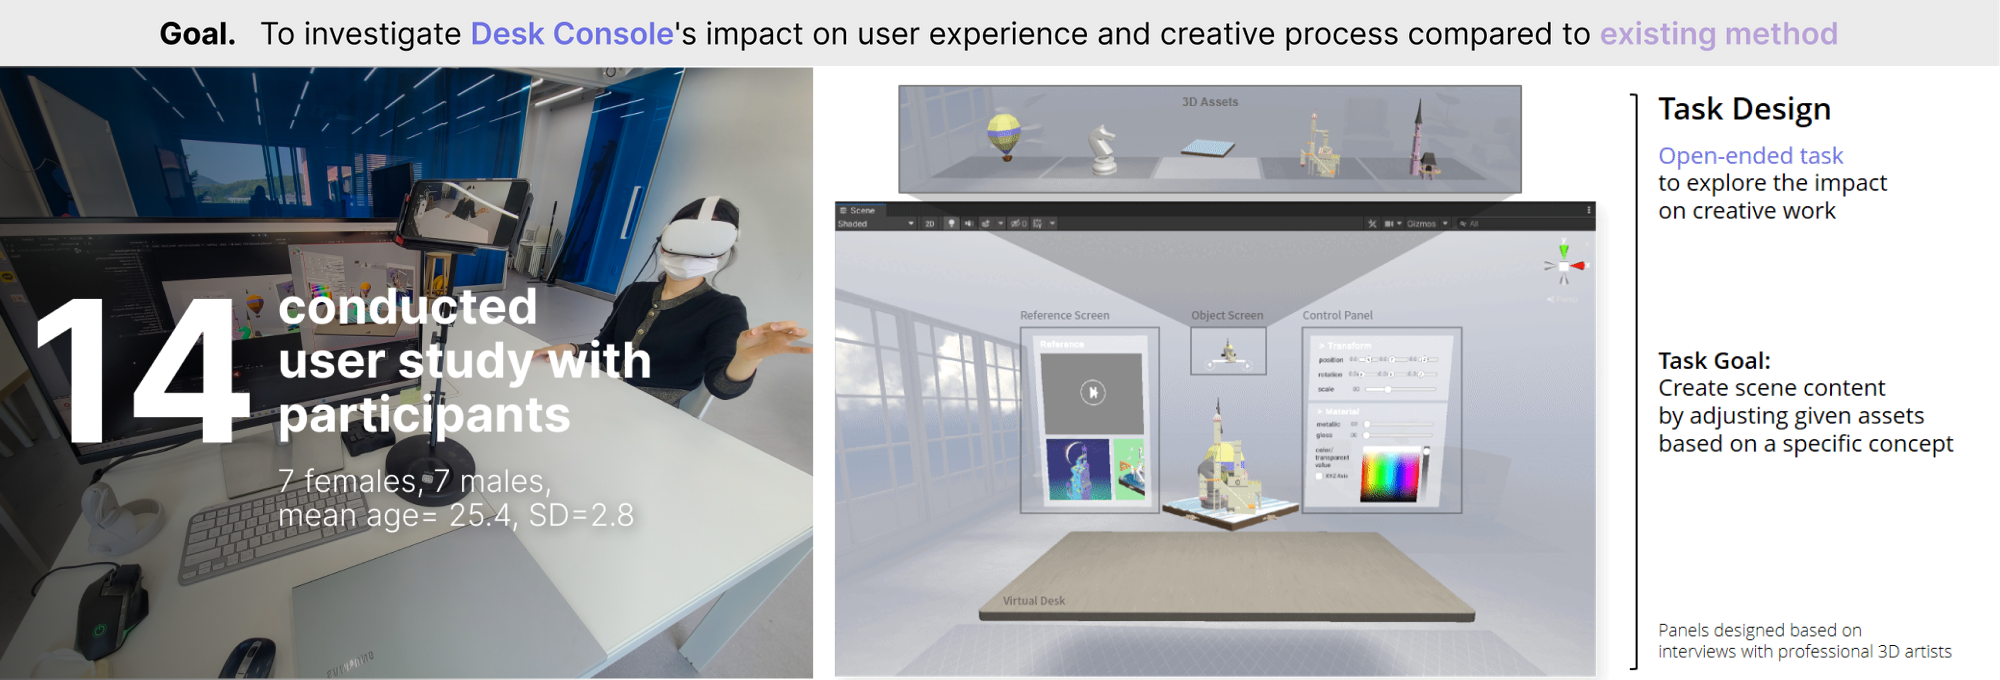 Goal. To investigate Desk Console's impact on user experience and creative process compared to existing method
14
conducted
user study with
participants
7 females, 7 males,
mean age= 25.4, SD=2.8
SAMSUNG
3D Assets
Scene
Shaded
2D
Gizmos
All
Reference Screen
Object Screen
Control Panel
Reference
Transform
position
rotation
scale
Material
metallic
gloss
color/
transparent
value
Virtual Desk
Task Design
Open-ended task
to explore the impact
on creative work
Task Goal:
Create scene content
by adjusting given assets
based on a specific concept
Panels designed based on
interviews with professional 3D artists